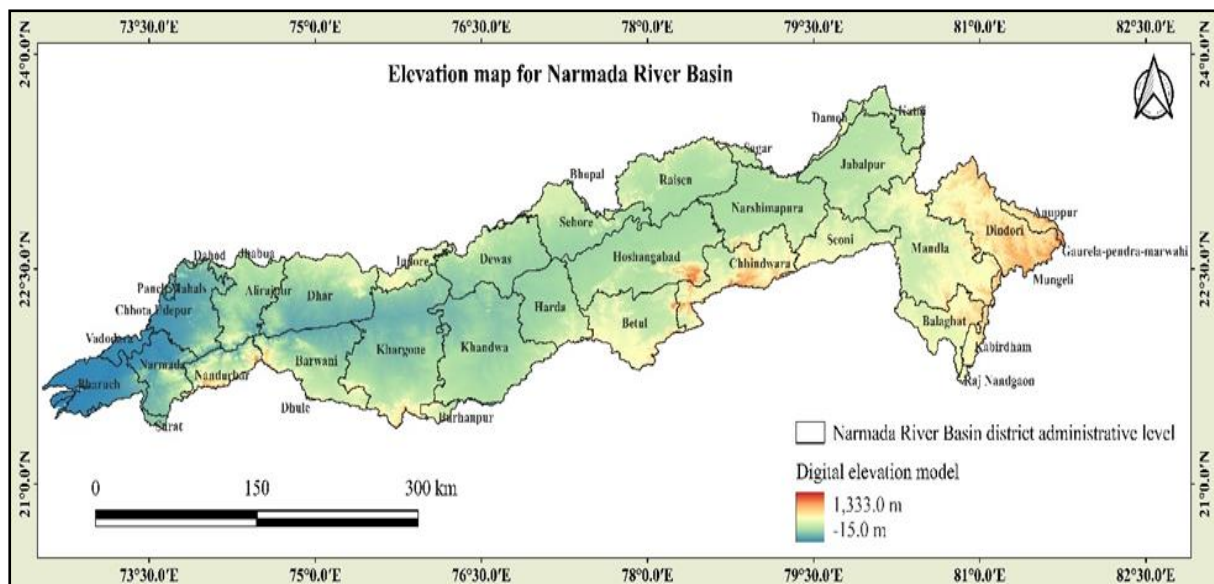 73°30.0′E 75°0.0′E 76°30.0′E 78°0.0′E 79°30.0′E 81°0.0′E 82°30.0′E
24°0.0′N 24°0.0′N
Elevation map for Narmada River Basin
Damoh Katni
Sagar
Jabalpur
Bhopal Raisen
Narshimapura Anuppur
Sehore Dindori
Seoni Mandla
Dahod Jhabua Indore Dewas Hoshangabad Chhindwara Gaurela-pendra-marwahi
22°30.0′N 22°30.0′N
Panch Mahals Alirajpur Dhar Mungeli
Chhota Udepur Harda
Betul Balaghat
Vadodara Khargone Khandwa Kabirdham
Narmada Barwani
Bharuch Nandurbar Raj Nandgaon
Dhule Burhanpur
Surat
Narmada River Basin district administrative level
Digital elevation model
0 150 300 km
1,333.0 m
21°0.0′N 21°0.0′N
-15.0 m
73°30.0′E 75°0.0′E 76°30.0′E 78°0.0′E 79°30.0′E 81°0.0′E 82°30.0′E